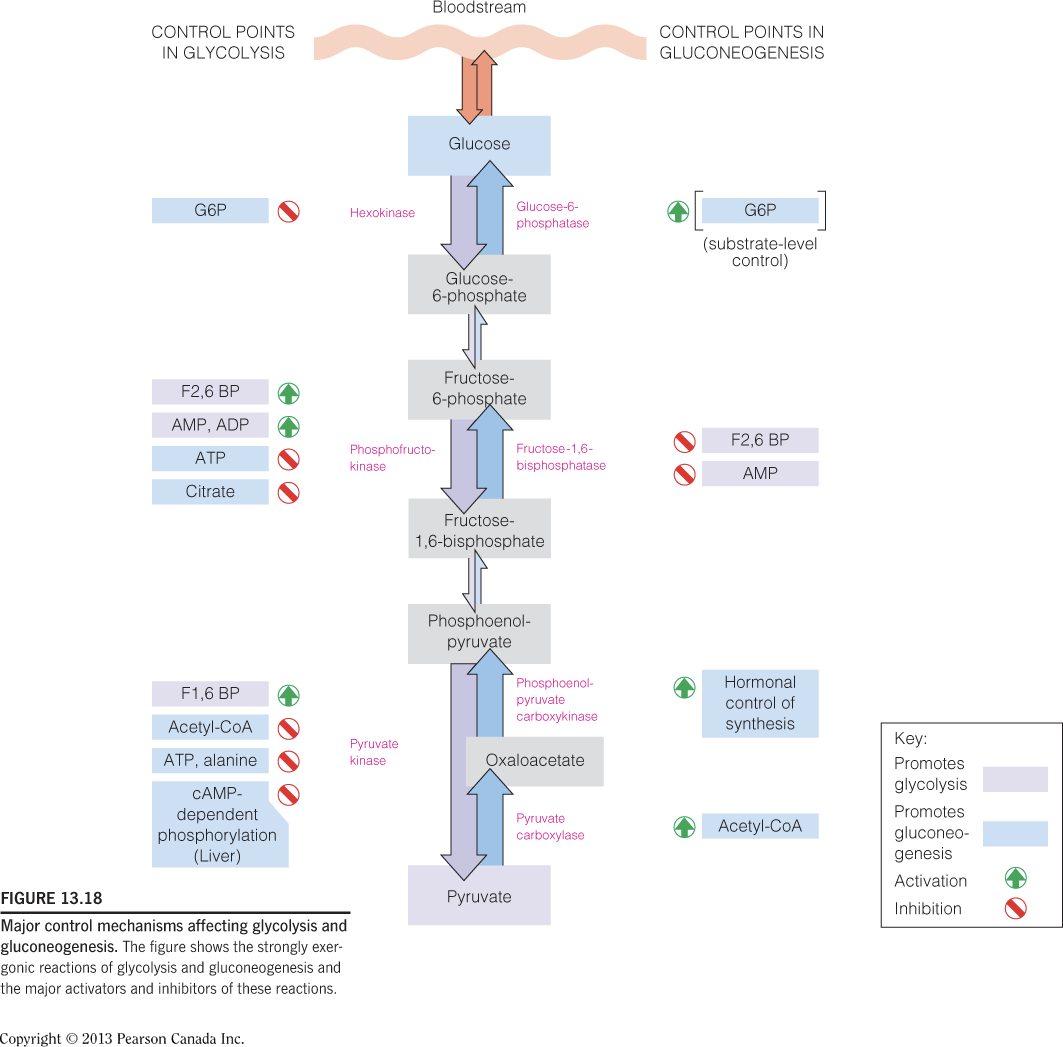 Bloodstream
CONTROL POINTS
IN GLYCOLYSIS
CONTROL POINTS IN
GLUCONEOGENESIS
Glucose
G6P
Hexokinase
Glucose-6-
phosphatase
G6P
(substrate-level
control)
Glucose-
6-phosphate
Fructose-
6-phosphate
F2,6 BP
AMP, ADP
ATP
Citrate
Phosphofructo-
kinase
Fructose-1,6-
bisphosphatase
F2,6 BP
AMP
Fructose-
1,6-bisphosphate
Phosphoenol-
pyruvate
F1,6 BP
Acetyl-CoA
ATP, alanine
cAMP-
dependent
phosphorylation
(Liver)
Pyruvate
kinase
Phosphoenol-
pyruvate
carboxykinase
Hormonal
control of
synthesis
Oxaloacetate
Pyruvate
carboxylase
Acetyl-CoA
Pyruvate
Key:
Promotes
glycolysis
Promotes
gluconeo-
genesis
Activation
Inhibition
FIGURE 13.18
Major control mechanisms affecting glycolysis and
gluconeogenesis. The figure shows the strongly exer-
gonic reactions of glycolysis and gluconeogenesis and
the major activators and inhibitors of these reactions.
Copyright © 2013 Pearson Canada Inc.